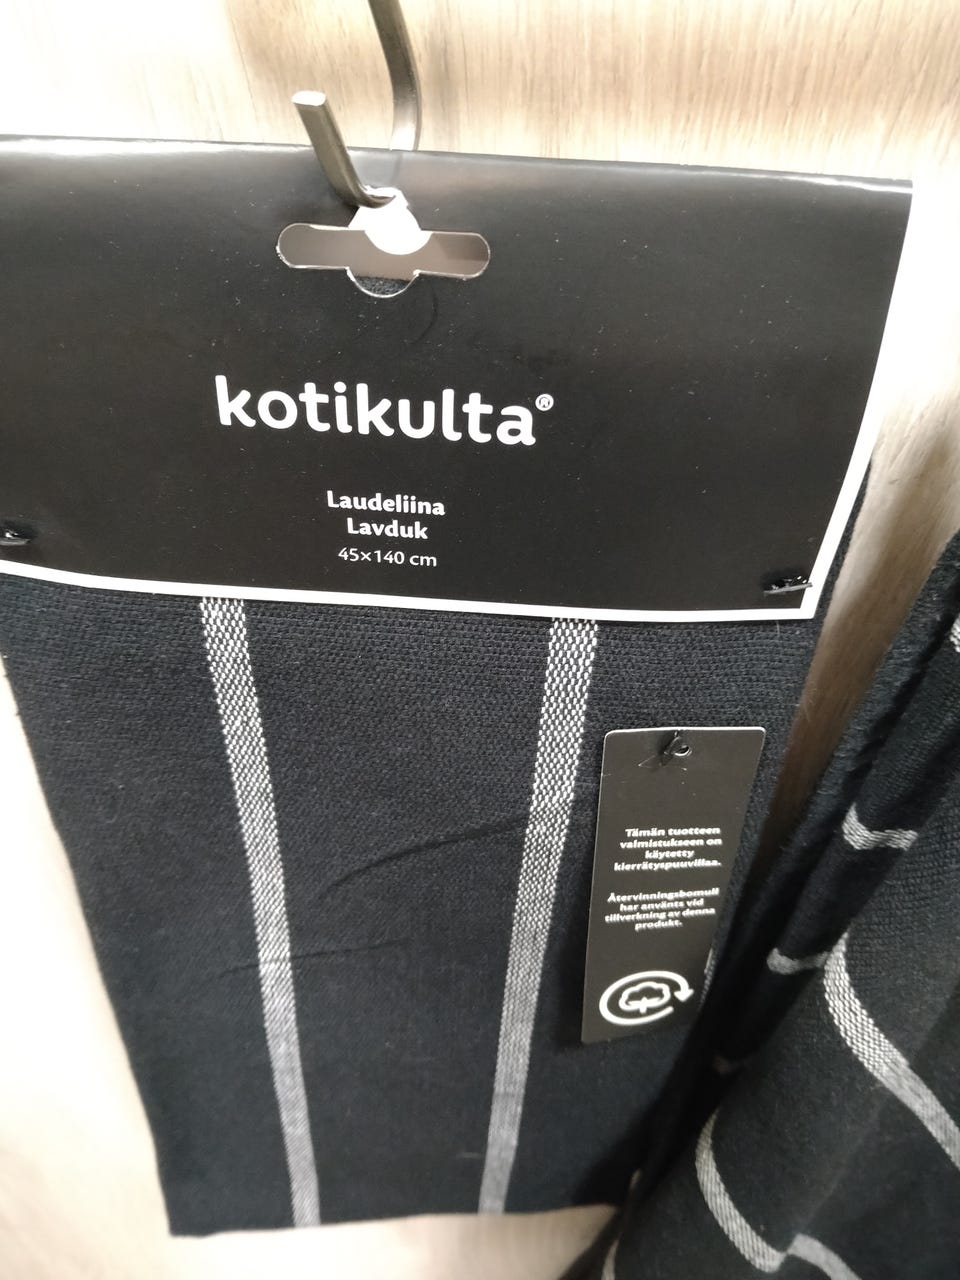 kotikulta®
Laudeliina
Lavduk
45×140 cm
Tämän tuotteen
valmistukseen on
käytetty
kierrätyspuuvillaa.
Återvinningsbomull
har använts vid
tillverkning av denna
produkt.